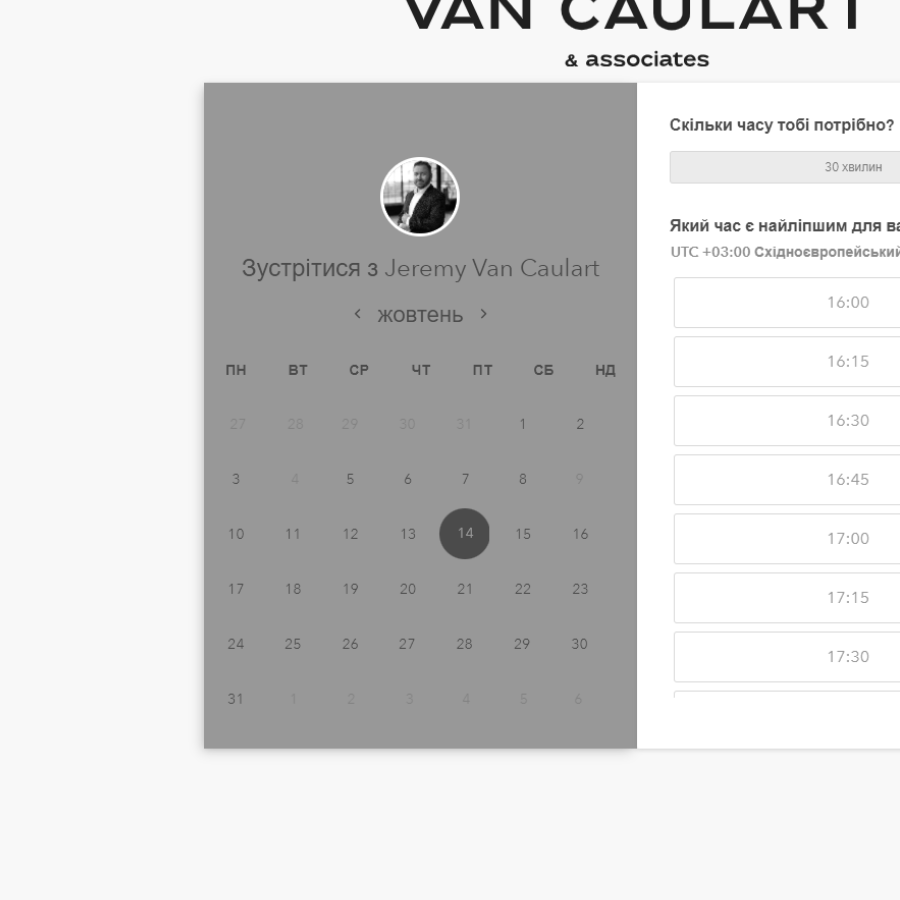 VAN CAULART
& associates
Зустрітися з Jeremy Van Caulart
жовтень
ПН ВТ СР ЧТ ПТ СБ НД
27 28 29 30 31 1 2
3 4 5 6 7 8 9
10 11 12 13 14 15 16
17 18 19 20 21 22 23
24 25 26 27 28 29 30
31 1 2 3 4 5 6
Скільки часу тобі потрібно?
30 хвилин
Який час є найліпшим для ва
UTC +03:00 Східноєвропейський
16:00
16:15
16:30
16:45
17:00
17:15
17:30